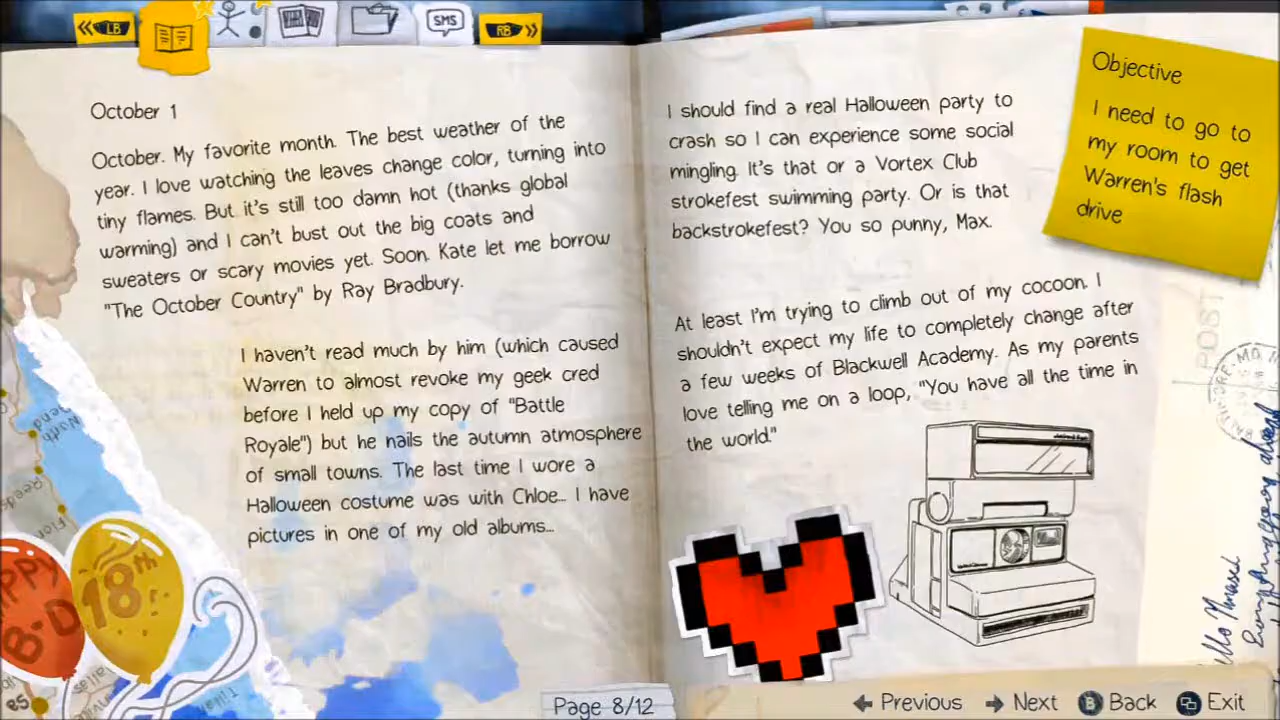 LB
SMS
RB
October 1
October. My favorite month. The best weather of the
year. I love watching the leaves change color, turning into
tiny flames. But it's still too damn hot (thanks global
warming) and I can't bust out the big coats and
sweaters or scary movies yet. Soon. Kate let me borrow
"The October Country" by Ray Bradbury.
I haven't read much by him (which caused
Warren to almost revoke my geek cred
before I held up my copy of "Battle
Royale") but he nails the autumn atmosphere
of small towns. The last time I wore a
Halloween costume was with Chloe... I have
pictures in one of my old albums...
I should find a real Halloween party to
crash so I can experience some social
mingling. It's that or a Vortex Club
strokefest swimming party. Or is that
backstrokefest? You so punny, Max.
At least I'm trying to climb out of my cocoon. I
shouldn't expect my life to completely change after
a few weeks of Blackwell Academy. As my parents
love telling me on a loop, "You have all the time in
the world."
Objective
I need to go to
my room to get
Warren's flash
drive
POST
North
Bend
18th
B-D
Page 8/12
Previous
Next
B Back
Exit